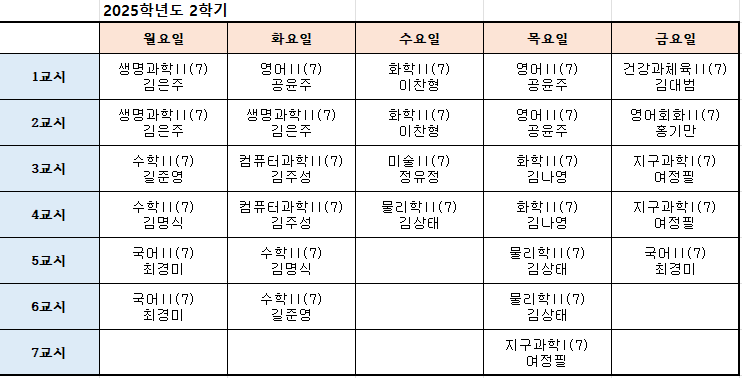 2025학년도 2학기
월요일 화요일 수요일 목요일 금요일
1교시 생명과학II(7) 영어II(7) 화학II(7) 영어II(7) 건강과체육II(7)
김은주 공윤주 이찬형 공윤주 김대범
2교시 생명과학II(7) 생명과학II(7) 화학II(7) 영어II(7) 영어회화II(7)
김은주 김은주 이찬형 공윤주 홍기만
3교시 수학II(7) 컴퓨터과학II(7) 미술II(7) 화학II(7) 지구과학I(7)
길준영 김주성 정유정 김나영 여정필
4교시 수학II(7) 컴퓨터과학II(7) 물리학II(7) 화학II(7) 지구과학I(7)
김명식 김주성 김상태 김나영 여정필
5교시 국어II(7) 수학II(7) 물리학II(7) 국어II(7)
최경미 김명식 김상태 최경미
6교시 국어II(7) 수학II(7) 물리학II(7)
최경미 길준영 김상태
7교시 지구과학I(7)
여정필